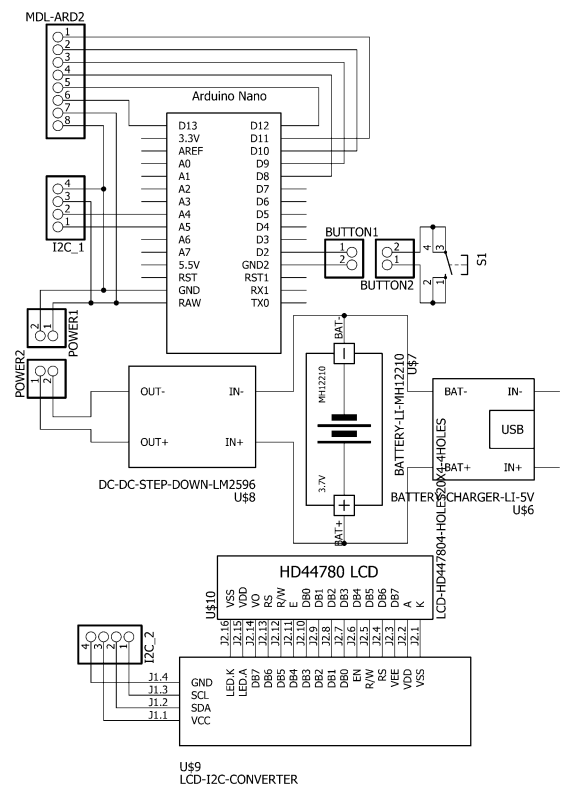 MDL-ARD2
1
2
3
4
5
6
7
8
Arduino Nano
D13 D12
3.3V D11
AREF D10
A0 D9
A1 D8
A2 D7
A3 D6
A4 D5
A5 D4
A6 D3
A7 D2
5.5V GND2
RST RST1
GND RX1
RAW TX0
4
3
2
1
I2C_1
BUTTON1
1
2
2
1
BUTTON2
4 3
2 1
S1
2 1
POWER1
POWER2
1 2
OUT- IN-
OUT+ IN+
DC-DC-STEP-DOWN-LM2596
U$8
BAT-
MH12210
3.7V
BAT+
U$7
BATTERY-LI-MH12210
BAT- IN-
USB
BAT+ IN+
BATTERY-CHARGER-LI-5V
U$6
LCD-HD447804-HOLES20X4-4HOLES
HD44780 LCD
U$10
VSS VDD VO RS R/W E DB0 DB1 DB2 DB3 DB4 DB5 DB6 DB7 A K
J2.16 J2.15 J2.14 J2.13 J2.12 J2.11 J2.10 J2.9 J2.8 J2.7 J2.6 J2.5 J2.4 J2.3 J2.2 J2.1
LED.K LED.A DB7 DB6 DB5 DB4 DB3 DB2 DB1 DB0 EN R/W RS VEE VDD VSS
4 3 2 1
I2C_2
J1.4 GND
J1.3 SCL
J1.2 SDA
J1.1 VCC
U$9
LCD-I2C-CONVERTER